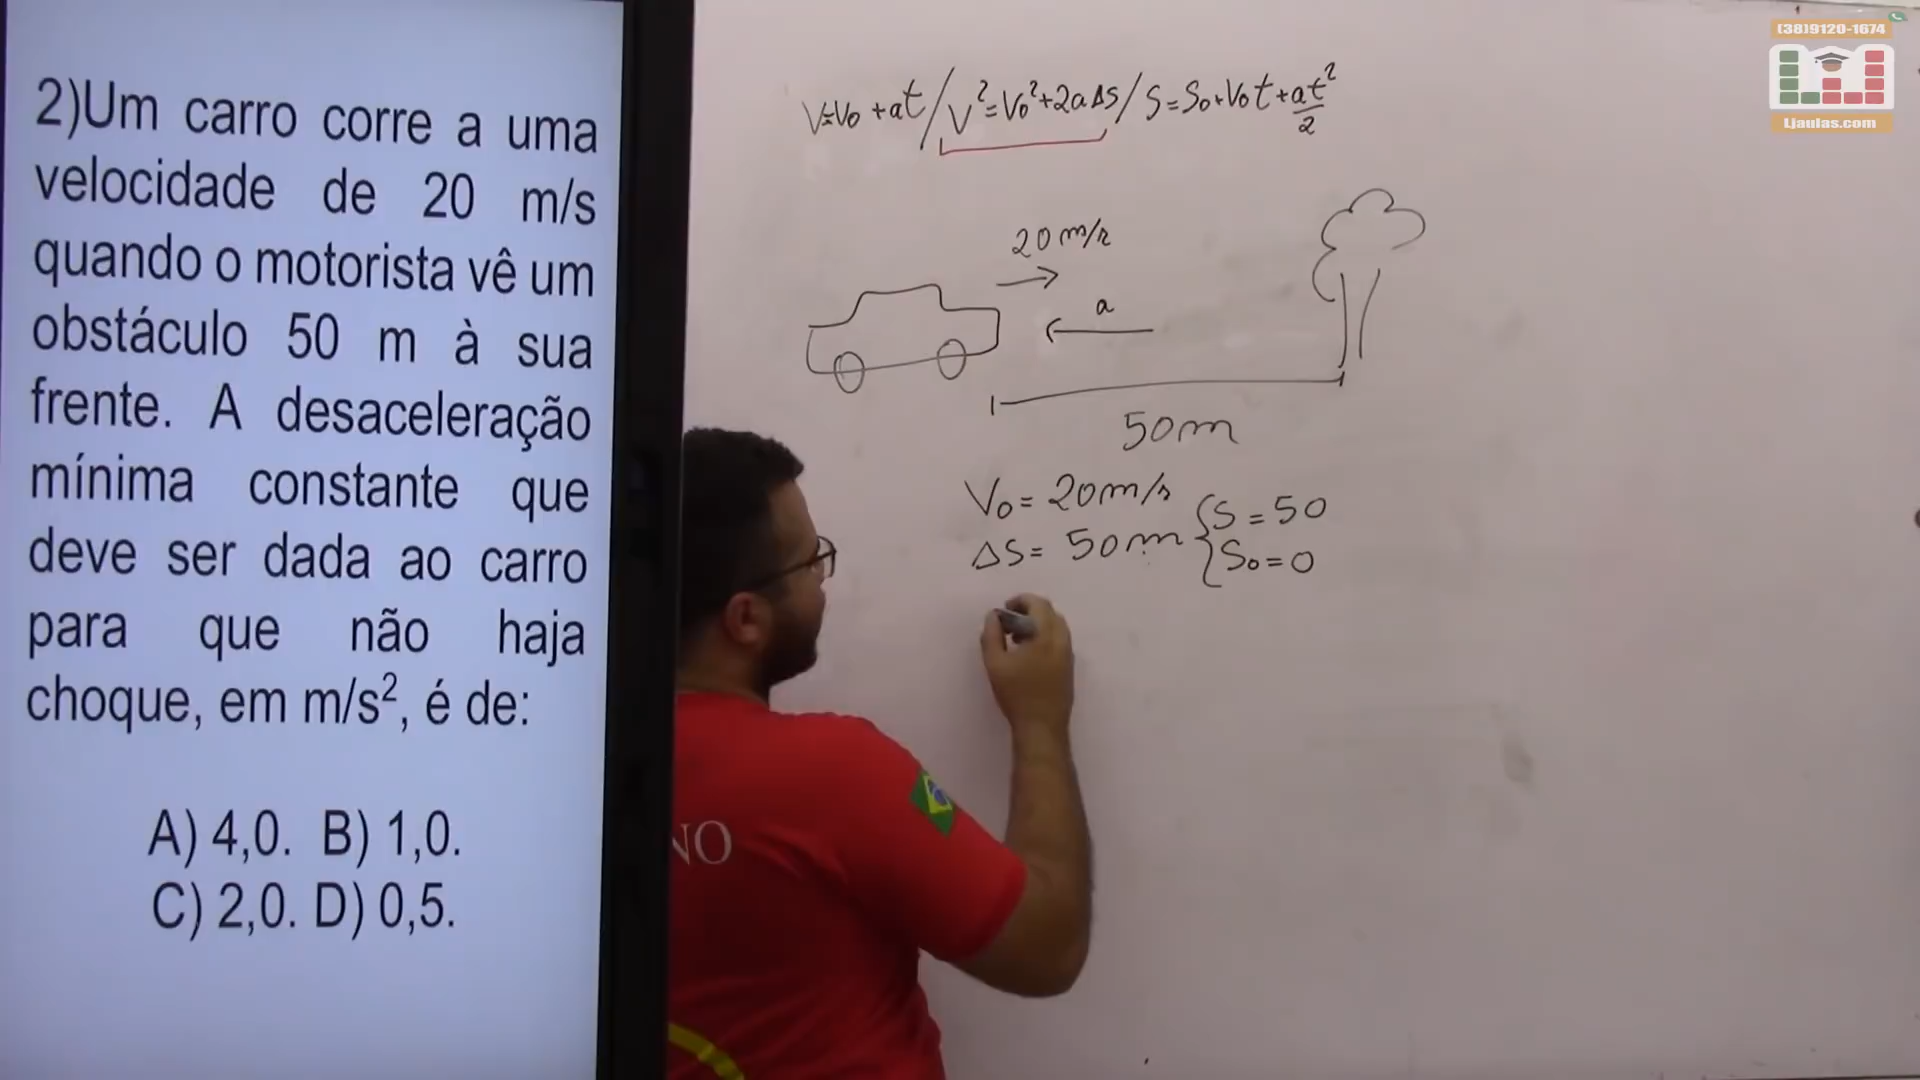 2)Um carro corre a uma
velocidade de 20 m/s
quando o motorista vê um
obstáculo 50 m à sua
frente. A desaceleração
mínima constante que
deve ser dada ao carro
para que não haja
choque, em m/s², é de:
A) 4,0. B) 1,0.
C) 2,0. D) 0,5.
V=V₀ + at / V²=V₀²+2aΔS / S=S₀+V₀t+at²/2
20 m/s
a
50m
V₀ = 20m/s
ΔS = 50m { S = 50
S₀ = 0
NO
(38)9120-1674
Ljaulas.com